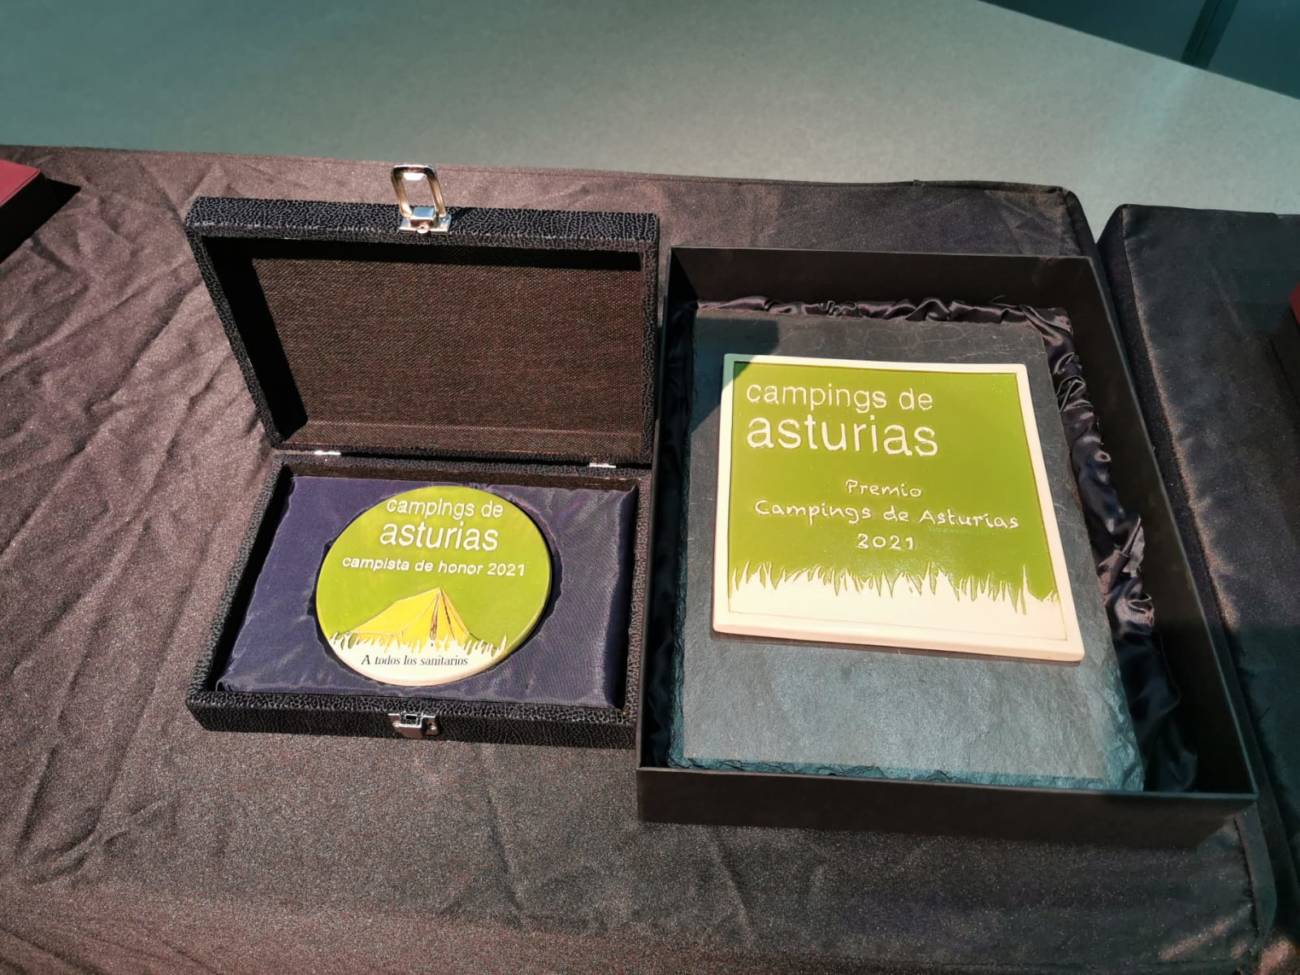 campings de
asturias
campista de honor 2021
A todos los sanitarios
campings de
asturias
Premio
Campings de Asturias
2021